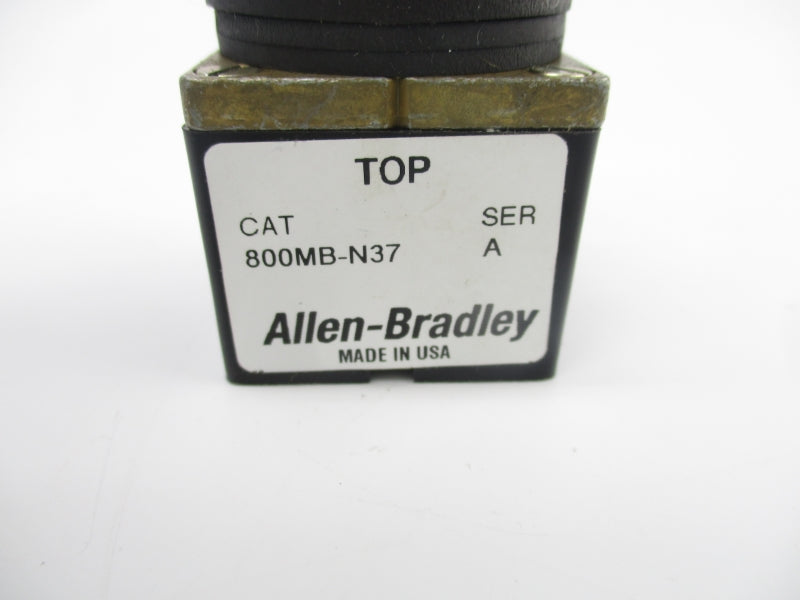 TOP
CAT SER
800MB-N37 A
Allen-Bradley
MADE IN USA